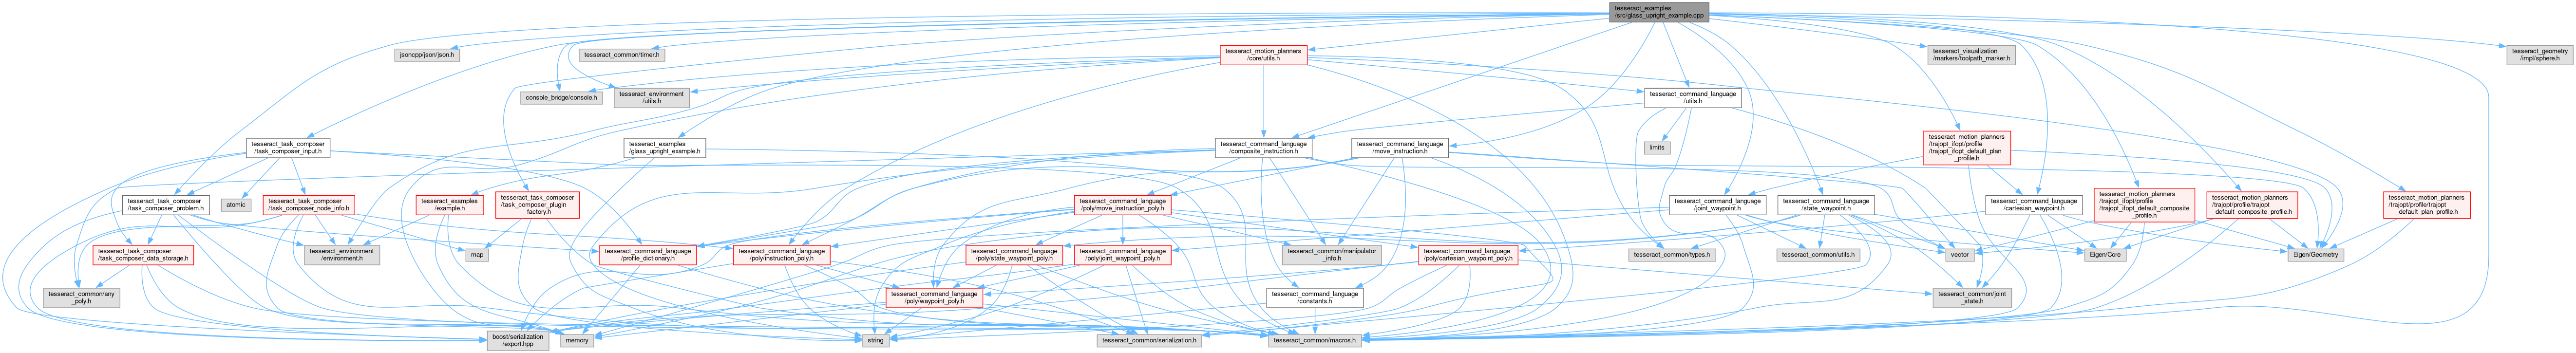 tesseract_examples
/src/glass_upright_example.cpp
jsoncpp/json/json.h
tesseract_common/timer.h
tesseract_motion_planners
/core/utils.h
tesseract_visualization
/markers/toolpath_marker.h
tesseract_geometry
/impl/sphere.h
console_bridge/console.h
tesseract_environment
/utils.h
tesseract_command_language
/utils.h
tesseract_task_composer
/task_composer_input.h
tesseract_examples
/glass_upright_example.h
tesseract_command_language
/composite_instruction.h
tesseract_command_language
/move_instruction.h
limits
tesseract_motion_planners
/trajopt_ifopt/profile
/trajopt_ifopt_default_plan
_profile.h
tesseract_task_composer
/task_composer_problem.h
atomic
tesseract_task_composer
/task_composer_node_info.h
tesseract_examples
/example.h
tesseract_task_composer
/task_composer_plugin
_factory.h
tesseract_command_language
/poly/move_instruction_poly.h
tesseract_command_language
/joint_waypoint.h
tesseract_command_language
/state_waypoint.h
tesseract_command_language
/cartesian_waypoint.h
tesseract_motion_planners
/trajopt_ifopt/profile
/trajopt_ifopt_default_composite
_profile.h
tesseract_motion_planners
/trajopt/profile/trajopt
_default_composite_profile.h
tesseract_motion_planners
/trajopt/profile/trajopt
_default_plan_profile.h
tesseract_task_composer
/task_composer_data_storage.h
tesseract_environment
/environment.h
map
tesseract_command_language
/profile_dictionary.h
tesseract_command_language
/poly/instruction_poly.h
tesseract_command_language
/poly/state_waypoint_poly.h
tesseract_command_language
/poly/joint_waypoint_poly.h
tesseract_common/manipulator
_info.h
tesseract_command_language
/poly/cartesian_waypoint_poly.h
tesseract_common/types.h
tesseract_common/utils.h
vector
Eigen/Core
Eigen/Geometry
tesseract_common/any
_poly.h
tesseract_command_language
/poly/waypoint_poly.h
tesseract_command_language
/constants.h
tesseract_common/joint
_state.h
boost/serialization
/export.hpp
memory
string
tesseract_common/serialization.h
tesseract_common/macros.h